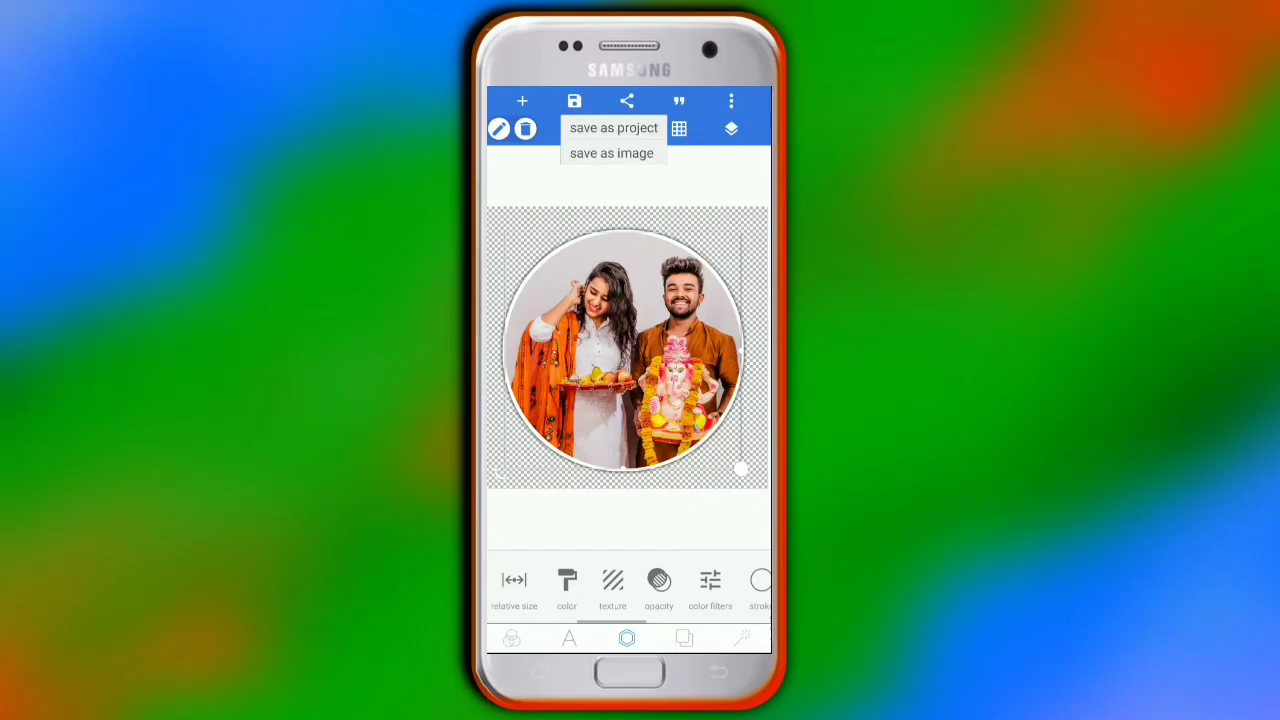 SAMSUNG
save as project
save as image
relative size
color
texture
opacity
color filters
stroke